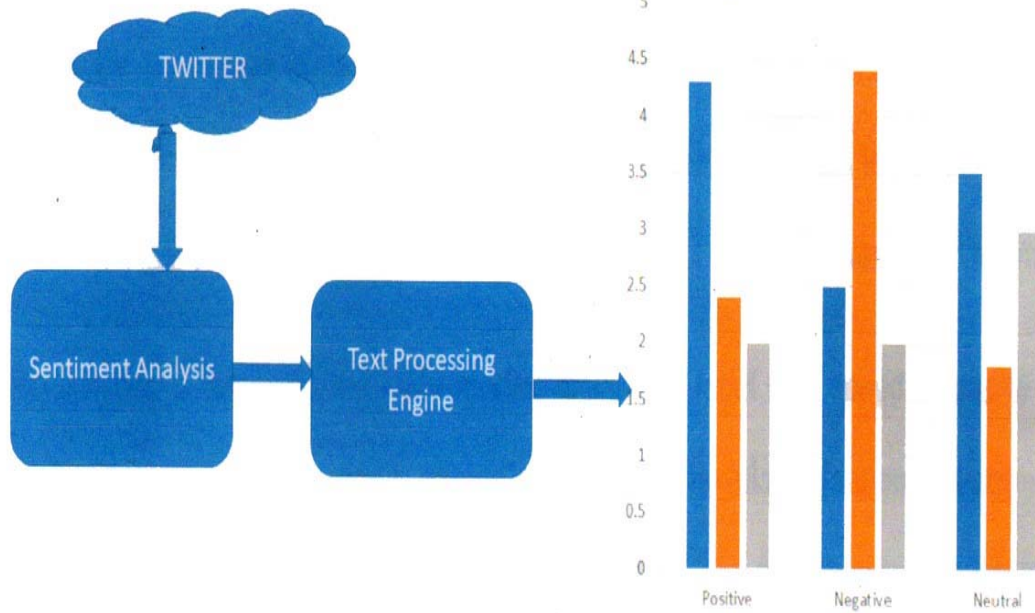 TWITTER
Sentiment Analysis
Text Processing
Engine
5
4.5
4
3.5
3
2.5
2
1.5
1
0.5
0
Positive
Negative
Neutral